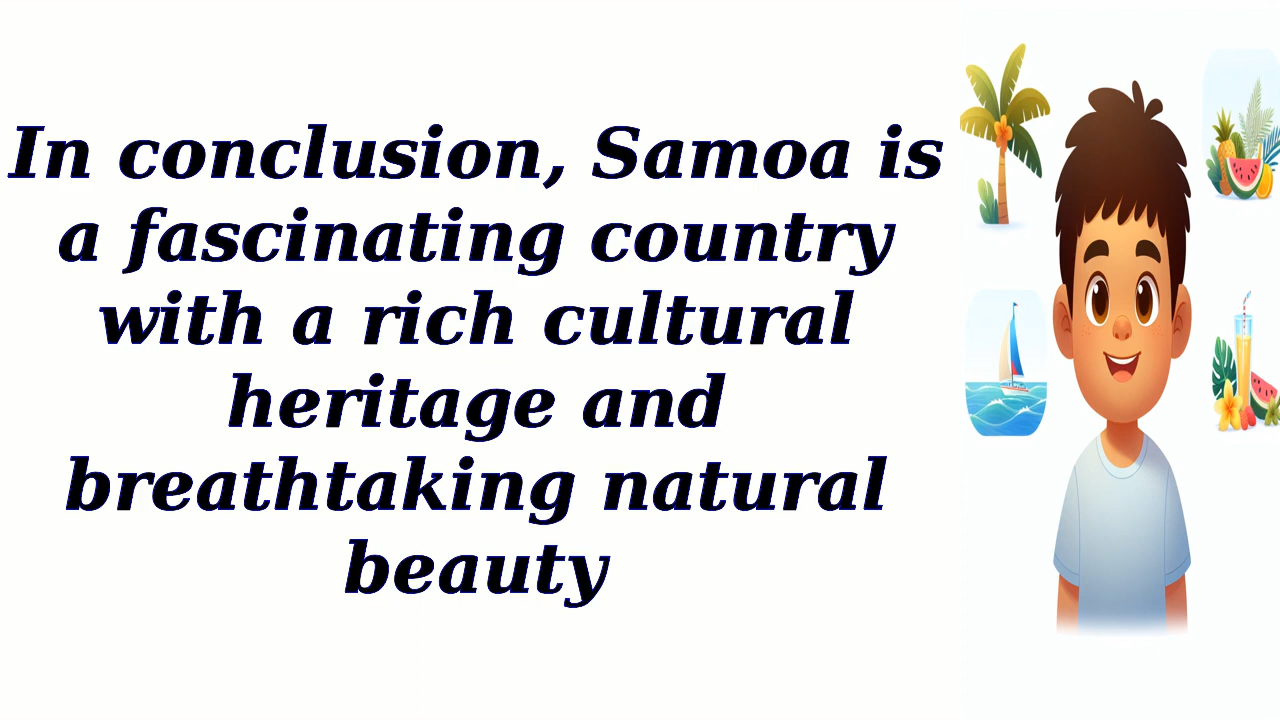 In conclusion, Samoa is
a fascinating country
with a rich cultural
heritage and
breathtaking natural
beauty